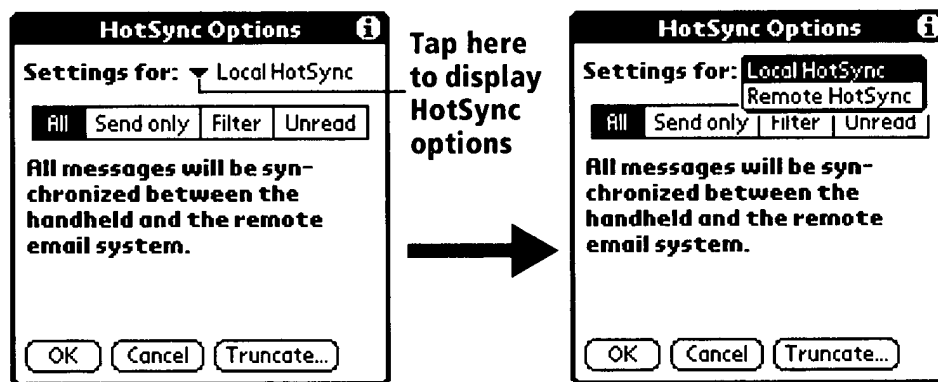 HotSync Options
Settings for: Local HotSync
All Send only Filter Unread
All messages will be syn-
chronized between the
handheld and the remote
email system.
OK Cancel Truncate...
Tap here
to display
HotSync
options
HotSync Options
Settings for: Local HotSync
Remote HotSync
All Send only Filter Unread
All messages will be syn-
chronized between the
handheld and the remote
email system.
OK Cancel Truncate...